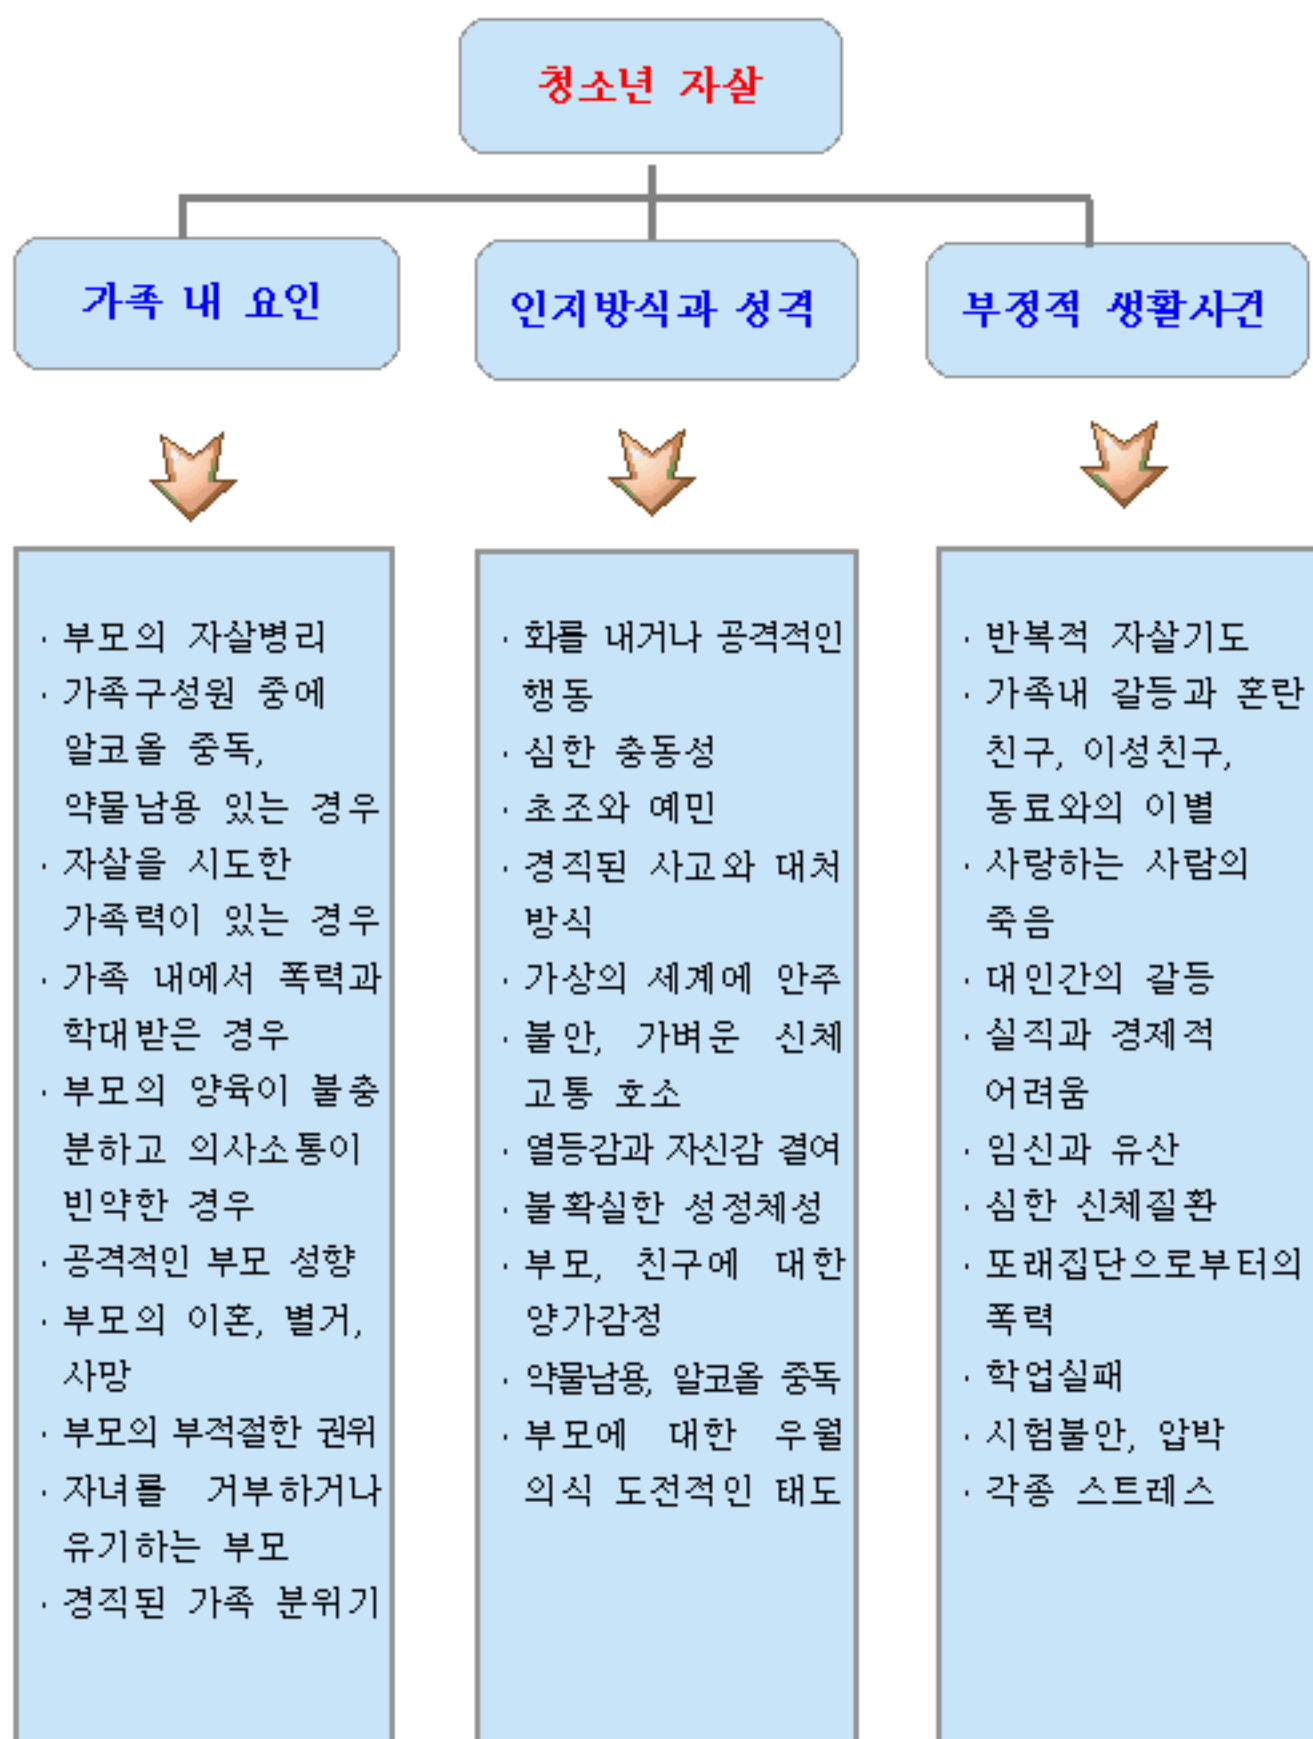 청소년 자살
가족 내 요인
인지방식과 성격
부정적 생활사건
· 부모의 자살병리
· 가족구성원 중에
알코올 중독,
약물남용 있는 경우
· 자살을 시도한
가족력이 있는 경우
· 가족 내에서 폭력과
학대받은 경우
· 부모의 양육이 불충
분하고 의사소통이
빈약한 경우
· 공격적인 부모 성향
· 부모의 이혼, 별거,
사망
· 부모의 부적절한 권위
· 자녀를 거부하거나
유기하는 부모
· 경직된 가족 분위기
· 화를 내거나 공격적인
행동
· 심한 충동성
· 초조와 예민
· 경직된 사고와 대처
방식
· 가상의 세계에 안주
· 불안, 가벼운 신체
고통 호소
· 열등감과 자신감 결여
· 불확실한 성정체성
· 부모, 친구에 대한
양가감정
· 약물남용, 알코올 중독
· 부모에 대한 우월
의식 도전적인 태도
· 반복적 자살기도
· 가족내 갈등과 혼란
친구, 이성친구,
동료와의 이별
· 사랑하는 사람의
죽음
· 대인간의 갈등
· 실직과 경제적
어려움
· 임신과 유산
· 심한 신체질환
· 또래집단으로부터의
폭력
· 학업실패
· 시험불안, 압박
· 각종 스트레스